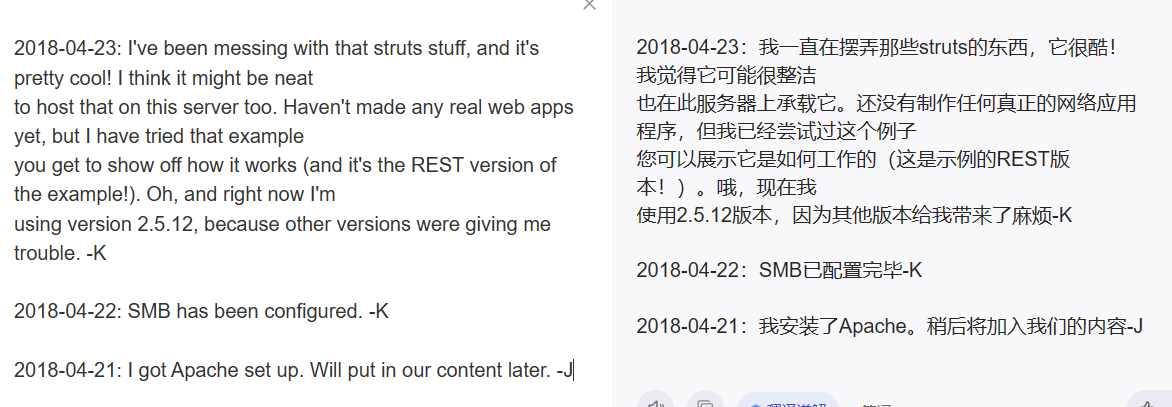 2018-04-23: I've been messing with that struts stuff, and it's
pretty cool! I think it might be neat
to host that on this server too. Haven't made any real web apps
yet, but I have tried that example
you get to show off how it works (and it's the REST version of
the example!). Oh, and right now I'm
using version 2.5.12, because other versions were giving me
trouble. -K
2018-04-22: SMB has been configured. -K
2018-04-21: I got Apache set up. Will put in our content later. -J
2018-04-23：我一直在摆弄那些struts的东西，它很酷！
我觉得它可能很整洁
也在此服务器上承载它。还没有制作任何真正的网络应用
程序，但我已经尝试过这个例子
您可以展示它是如何工作的（这是示例的REST版
本！）。哦，现在我
使用2.5.12版本，因为其他版本给我带来了麻烦-K
2018-04-22：SMB已配置完毕-K
2018-04-21：我安装了Apache。稍后将加入我们的内容-J